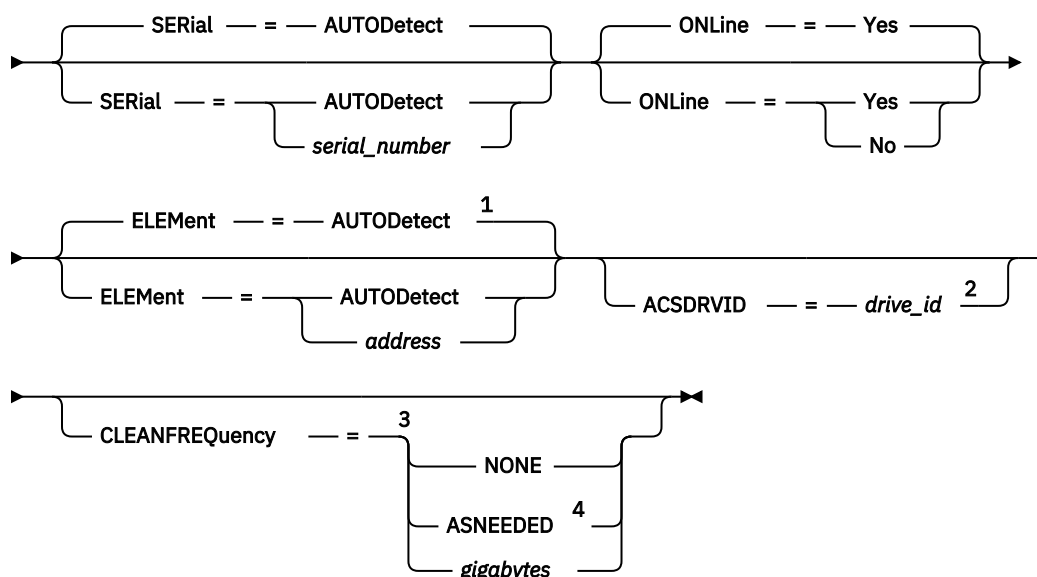 SERial = AUTODetect ONLine = Yes
SERial = AUTODetect ONLine = Yes
serial_number No
ELEMent = AUTODetect 1
ELEMent = AUTODetect
ACSDRVID = drive_id 2
address
CLEANFREQuency = 3
NONE
ASNEEDED 4
gigabytes